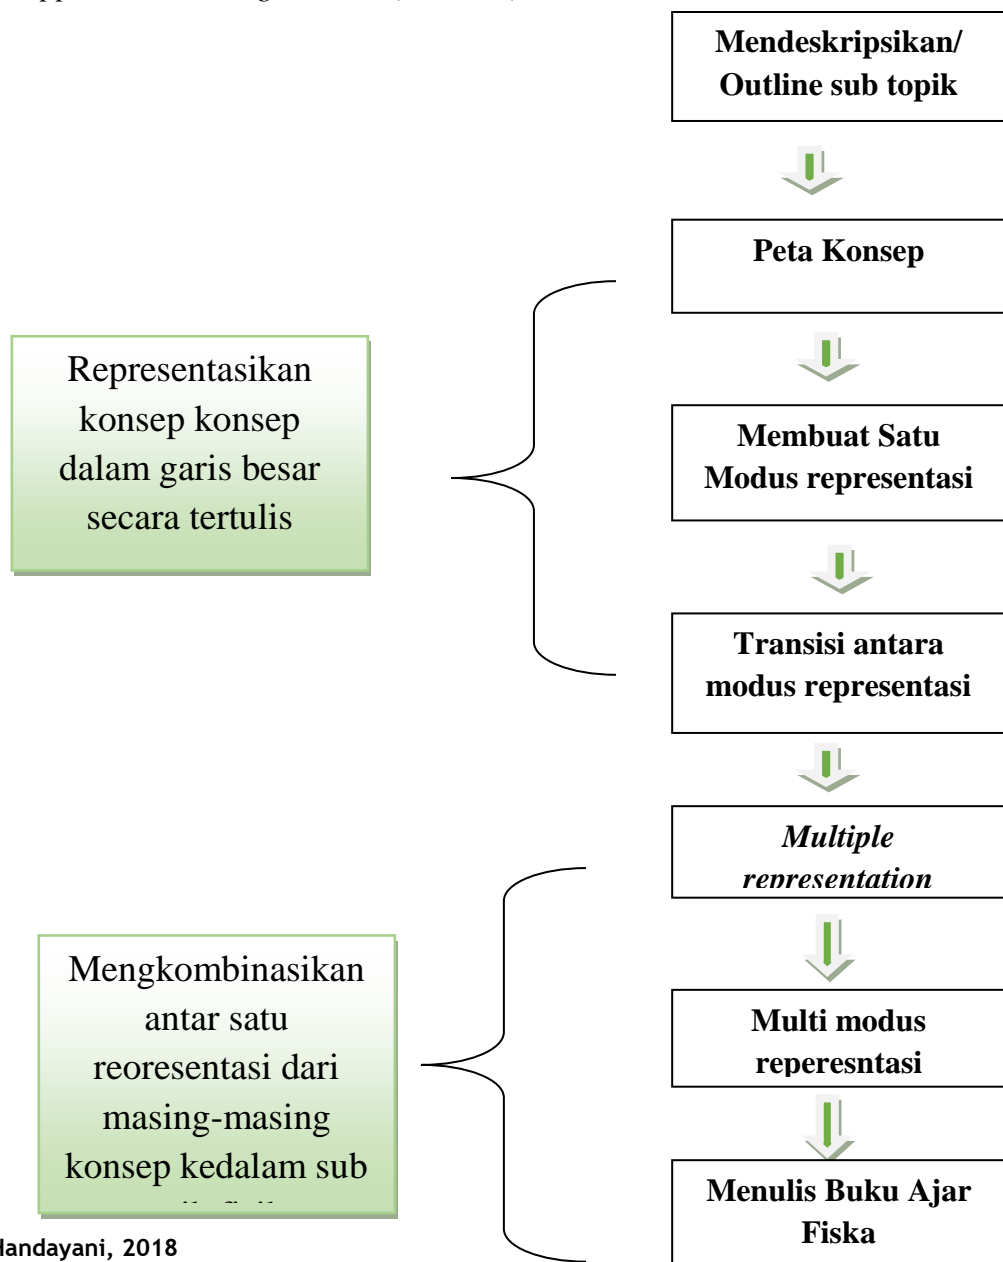 Mendeskripsikan/
Outline sub topik
Peta Konsep
Representasikan
konsep konsep
dalam garis besar
secara tertulis
Membuat Satu
Modus representasi
Transisi antara
modus representasi
Multiple
representation
Mengkombinasikan
antar satu
reoresentasi dari
masing-masing
konsep kedalam sub
Multi modus
reperesntasi
Menulis Buku Ajar
Fiska
Handayani, 2018